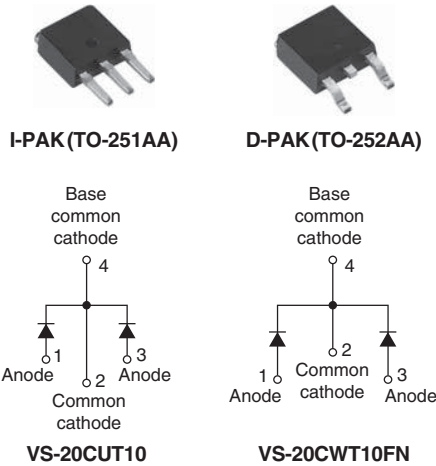 I-PAK (TO-251AA)
D-PAK (TO-252AA)
Base
common
cathode
4
1
Anode
3
Anode
2
Common
cathode
VS-20CUT10
Base
common
cathode
4
2
Common
cathode
1
Anode
3
Anode
VS-20CWT10FN